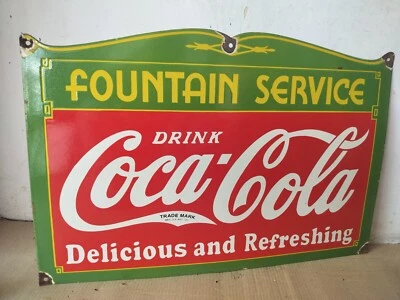 FOUNTAIN SERVICE
DRINK
Coca-Cola
TRADE MARK
Delicious and Refreshing